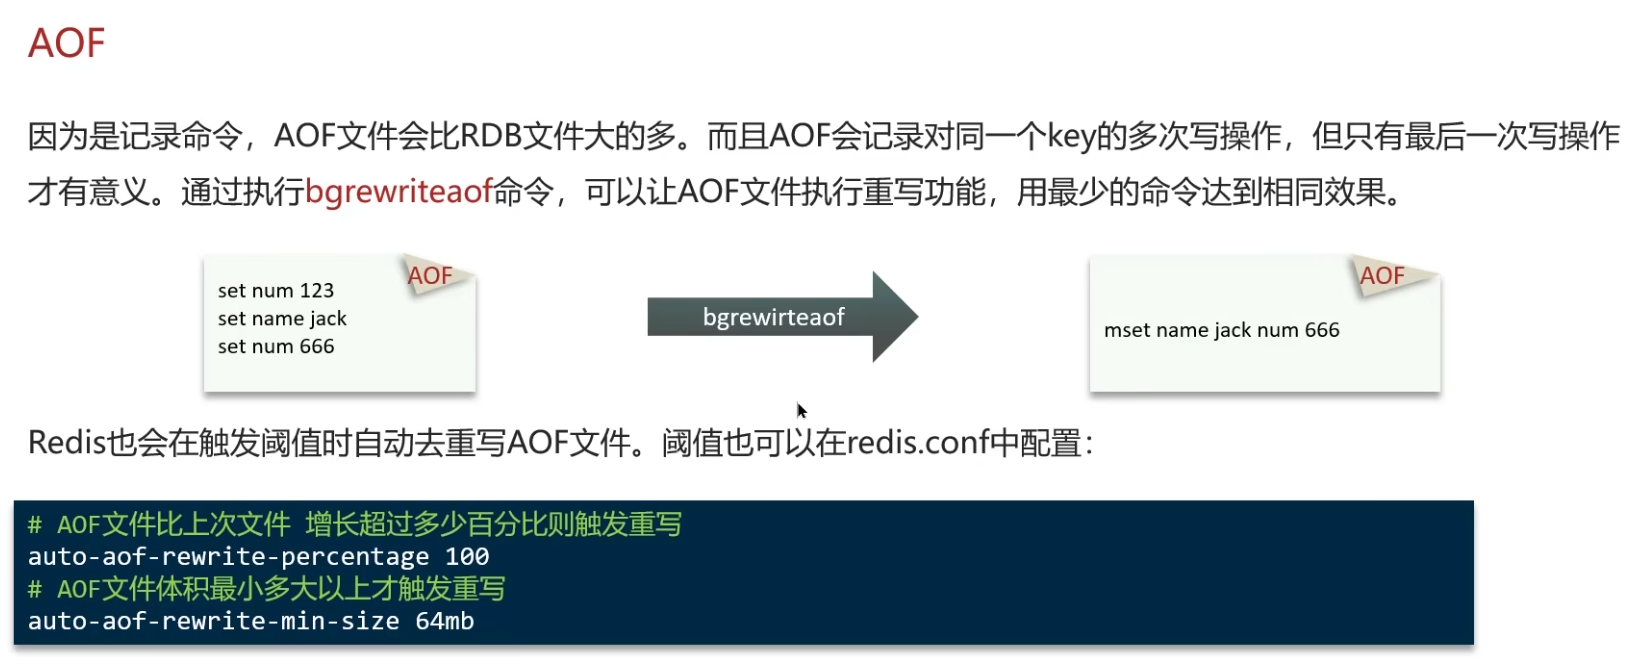 AOF
因为是记录命令，AOF文件会比RDB文件大的多。而且AOF会记录对同一个key的多次写操作，但只有最后一次写操作
才有意义。通过执行bgrewriteaof命令，可以让AOF文件执行重写功能，用最少的命令达到相同效果。
AOF
set num 123
set name jack
set num 666
bgrewirteaof
AOF
mset name jack num 666
Redis也会在触发阈值时自动去重写AOF文件。阈值也可以在redis.conf中配置：
# AOF文件比上次文件 增长超过多少百分比则触发重写
auto-aof-rewrite-percentage 100
# AOF文件体积最小多大以上才触发重写
auto-aof-rewrite-min-size 64mb